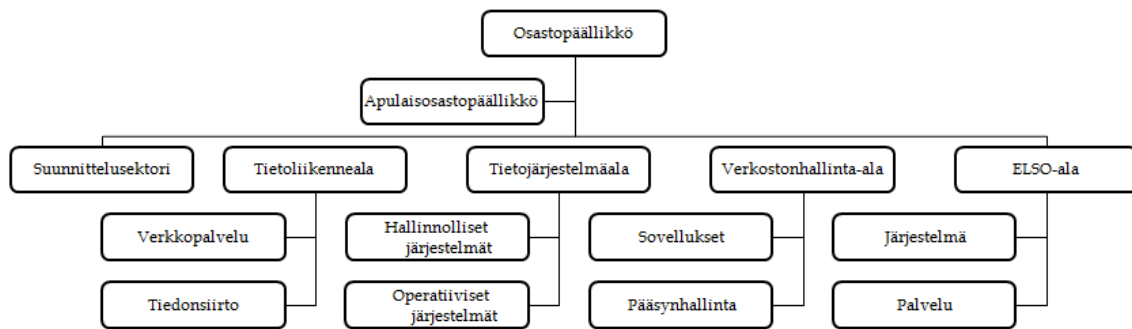 Osastopäällikkö
Apulaisosastopäällikkö
Suunnittelusektori
Tietoliikenneala
Tietojärjestelmäala
Verkostonhallinta-ala
ELSO-ala
Verkkopalvelu
Hallinnolliset
järjestelmät
Sovellukset
Järjestelmä
Tiedonsiirto
Operatiiviset
järjestelmät
Pääsynhallinta
Palvelu